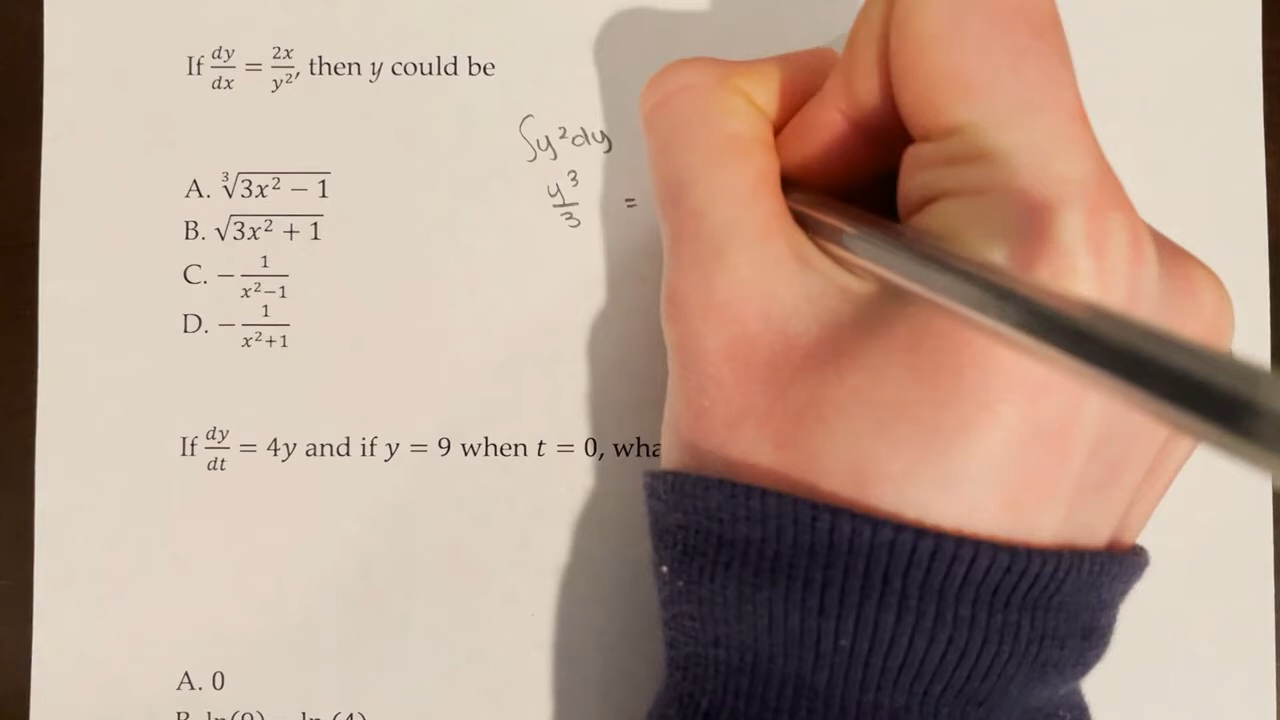 If dy/dx = 2x/y², then y could be
∫y²dy
y³/3 =
A. ∛(3x² − 1)
B. √(3x² + 1)
C. − 1/(x²−1)
D. − 1/(x²+1)
If dy/dt = 4y and if y = 9 when t = 0,
A. 0